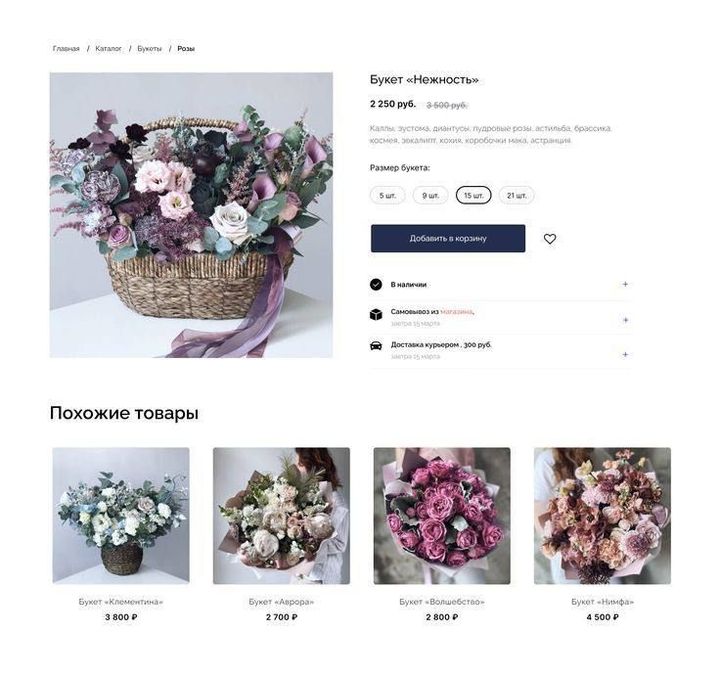 Главная / Каталог / Букеты / Розы
Букет «Нежность»
2 250 руб. 3 500 руб.
Каллы, эустома, диантусы, пудровые розы, астильба, брассика,
космея, эвкалипт, кохия, коробочки мака, астранция
Размер букета:
5 шт. 9 шт. 15 шт. 21 шт.
Добавить в корзину
В наличии +
Самовывоз из магазина, +
завтра 15 марта
Доставка курьером , 300 руб. +
завтра 15 марта
Похожие товары
Букет «Клементина» Букет «Аврора» Букет «Волшебство» Букет «Нимфа»
3 800 ₽ 2 700 ₽ 2 800 ₽ 4 500 ₽